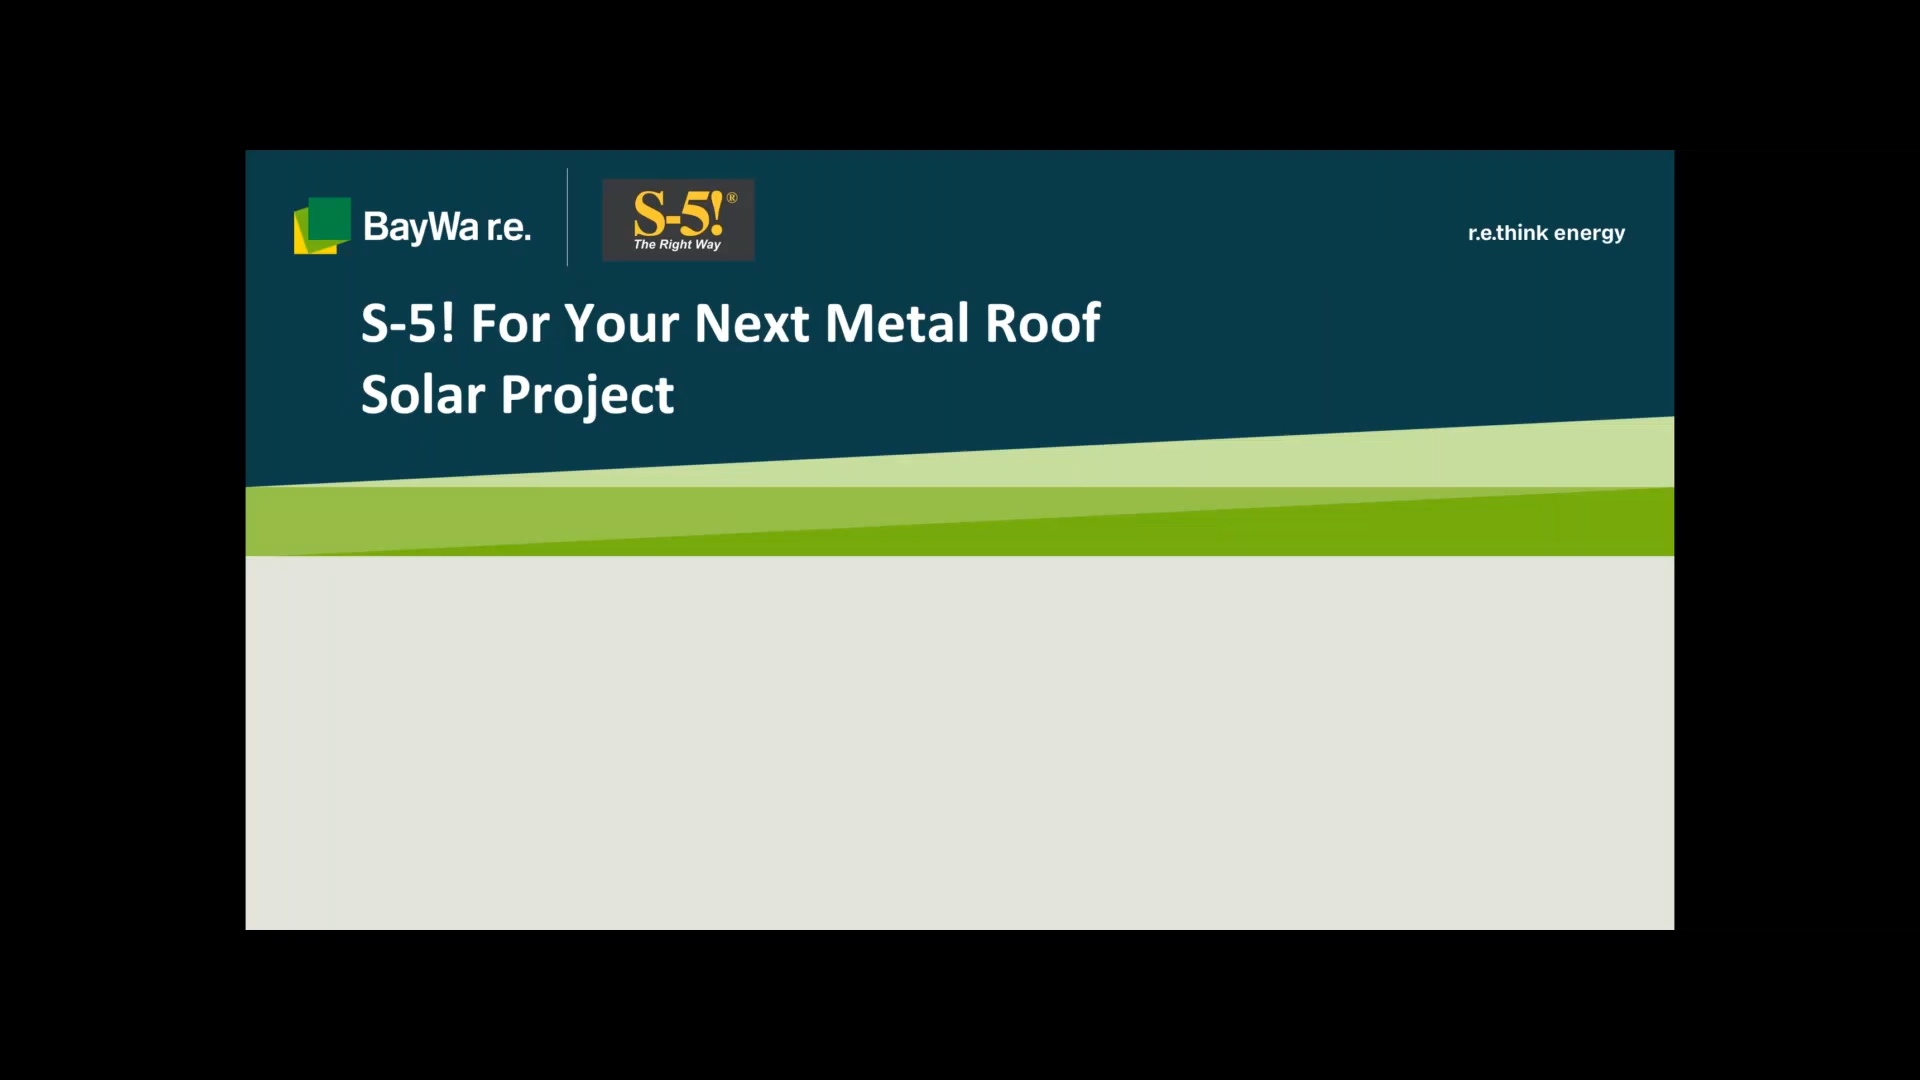 BayWa r.e.
S-5!®
The Right Way
r.e.think energy
S-5! For Your Next Metal Roof
Solar Project